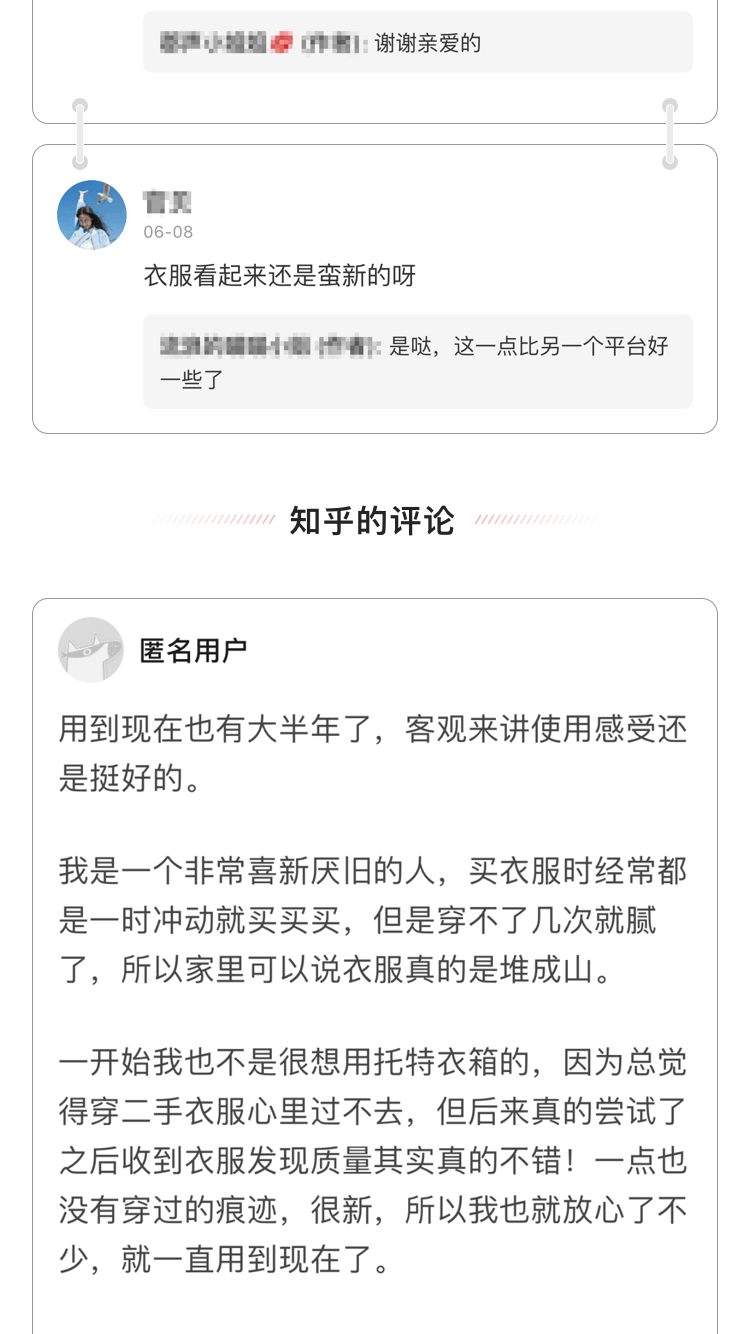 谢谢亲爱的
06-08
衣服看起来还是蛮新的呀
是哒，这一点比另一个平台好
一些了
知乎的评论
匿名用户
用到现在也有大半年了，客观来讲使用感受还
是挺好的。
我是一个非常喜新厌旧的人，买衣服时经常都
是一时冲动就买买买，但是穿不了几次就腻
了，所以家里可以说衣服真的是堆成山。
一开始我也不是很想用托特衣箱的，因为总觉
得穿二手衣服心里过不去，但后来真的尝试了
之后收到衣服发现质量其实真的不错！一点也
没有穿过的痕迹，很新，所以我也就放心了不
少，就一直用到现在了。